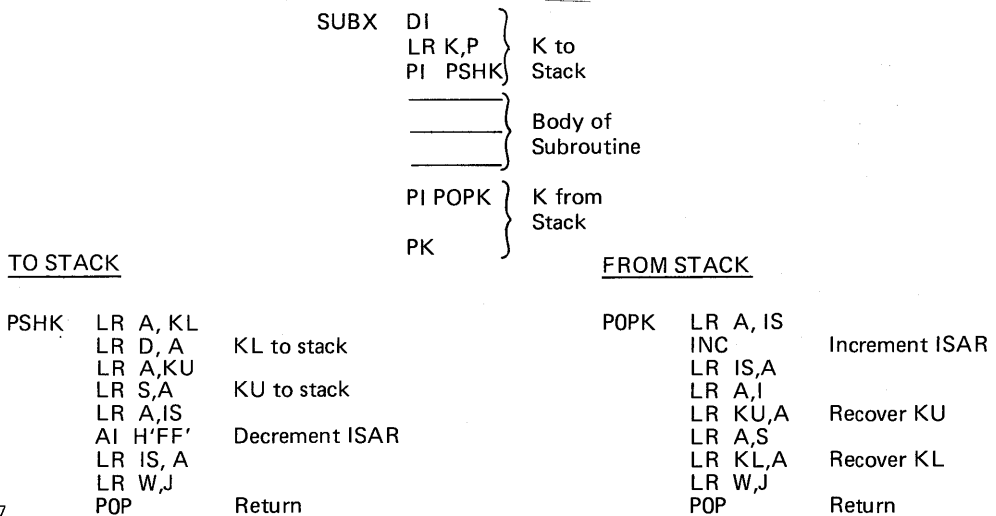 SUBX DI
LR K,P K to
PI PSHK Stack
Body of
Subroutine
PI POPK K from
Stack
PK
TO STACK
PSHK LR A, KL
LR D, A KL to stack
LR A,KU
LR S,A KU to stack
LR A,IS
AI H'FF' Decrement ISAR
LR IS, A
LR W,J
POP Return
7
FROM STACK
POPK LR A, IS
INC Increment ISAR
LR IS,A
LR A,I
LR KU,A Recover KU
LR A,S
LR KL,A Recover KL
LR W,J
POP Return